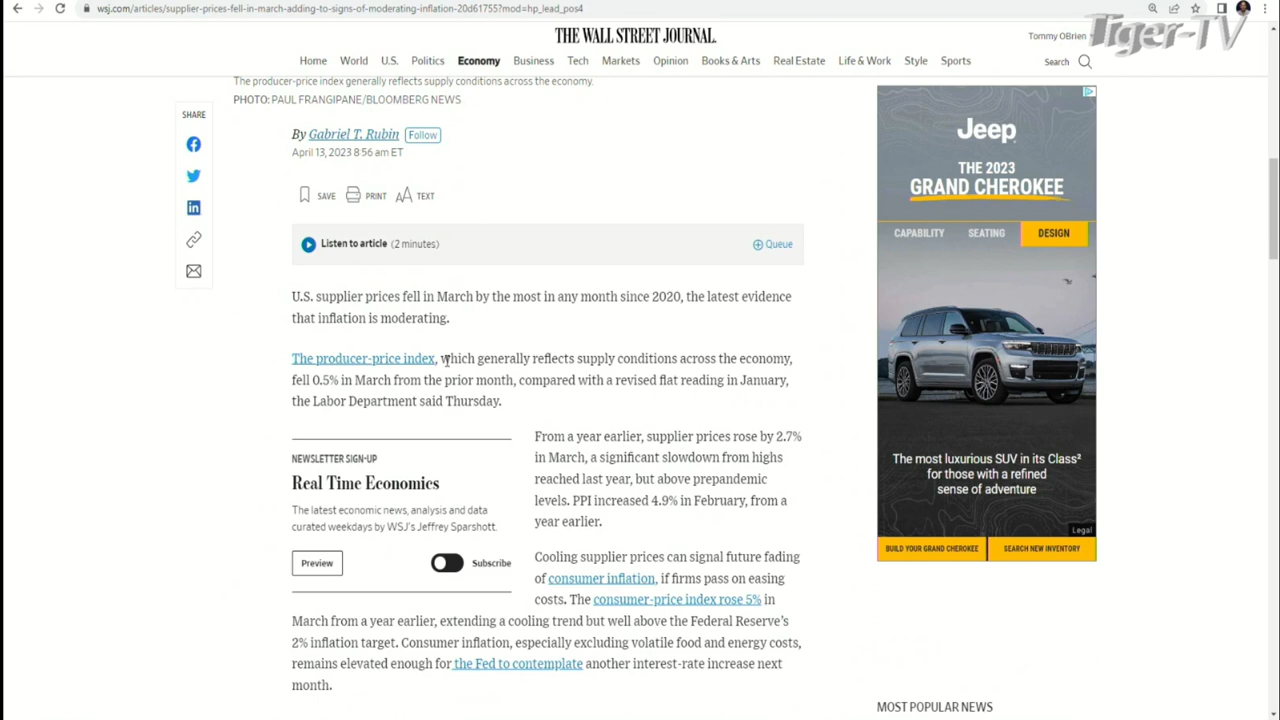 wsj.com/articles/supplier-prices-fell-in-march-adding-to-signs-of-moderating-inflation-20d61755?mod=hp_lead_pos4
Tiger-TV
THE WALL STREET JOURNAL.
Tommy OBrien
Home World U.S. Politics Economy Business Tech Markets Opinion Books & Arts Real Estate Life & Work Style Sports
Search
The producer-price index generally reflects supply conditions across the economy.
PHOTO: PAUL FRANGIPANE/BLOOMBERG NEWS
SHARE
By Gabriel T. Rubin Follow
April 13, 2023 8:56 am ET
SAVE PRINT AA TEXT
Listen to article (2 minutes) Queue
U.S. supplier prices fell in March by the most in any month since 2020, the latest evidence
that inflation is moderating.
The producer-price index, which generally reflects supply conditions across the economy,
fell 0.5% in March from the prior month, compared with a revised flat reading in January,
the Labor Department said Thursday.
NEWSLETTER SIGN-UP
Real Time Economics
The latest economic news, analysis and data
curated weekdays by WSJ's Jeffrey Sparshott.
Preview Subscribe
From a year earlier, supplier prices rose by 2.7%
in March, a significant slowdown from highs
reached last year, but above prepandemic
levels. PPI increased 4.9% in February, from a
year earlier.
Cooling supplier prices can signal future fading
of consumer inflation, if firms pass on easing
costs. The consumer-price index rose 5% in
March from a year earlier, extending a cooling trend but well above the Federal Reserve's
2% inflation target. Consumer inflation, especially excluding volatile food and energy costs,
remains elevated enough for the Fed to contemplate another interest-rate increase next
month.
Jeep
THE 2023
GRAND CHEROKEE
CAPABILITY SEATING DESIGN
The most luxurious SUV in its Class²
for those with a refined
sense of adventure
Legal
BUILD YOUR GRAND CHEROKEE SEARCH NEW INVENTORY
MOST POPULAR NEWS